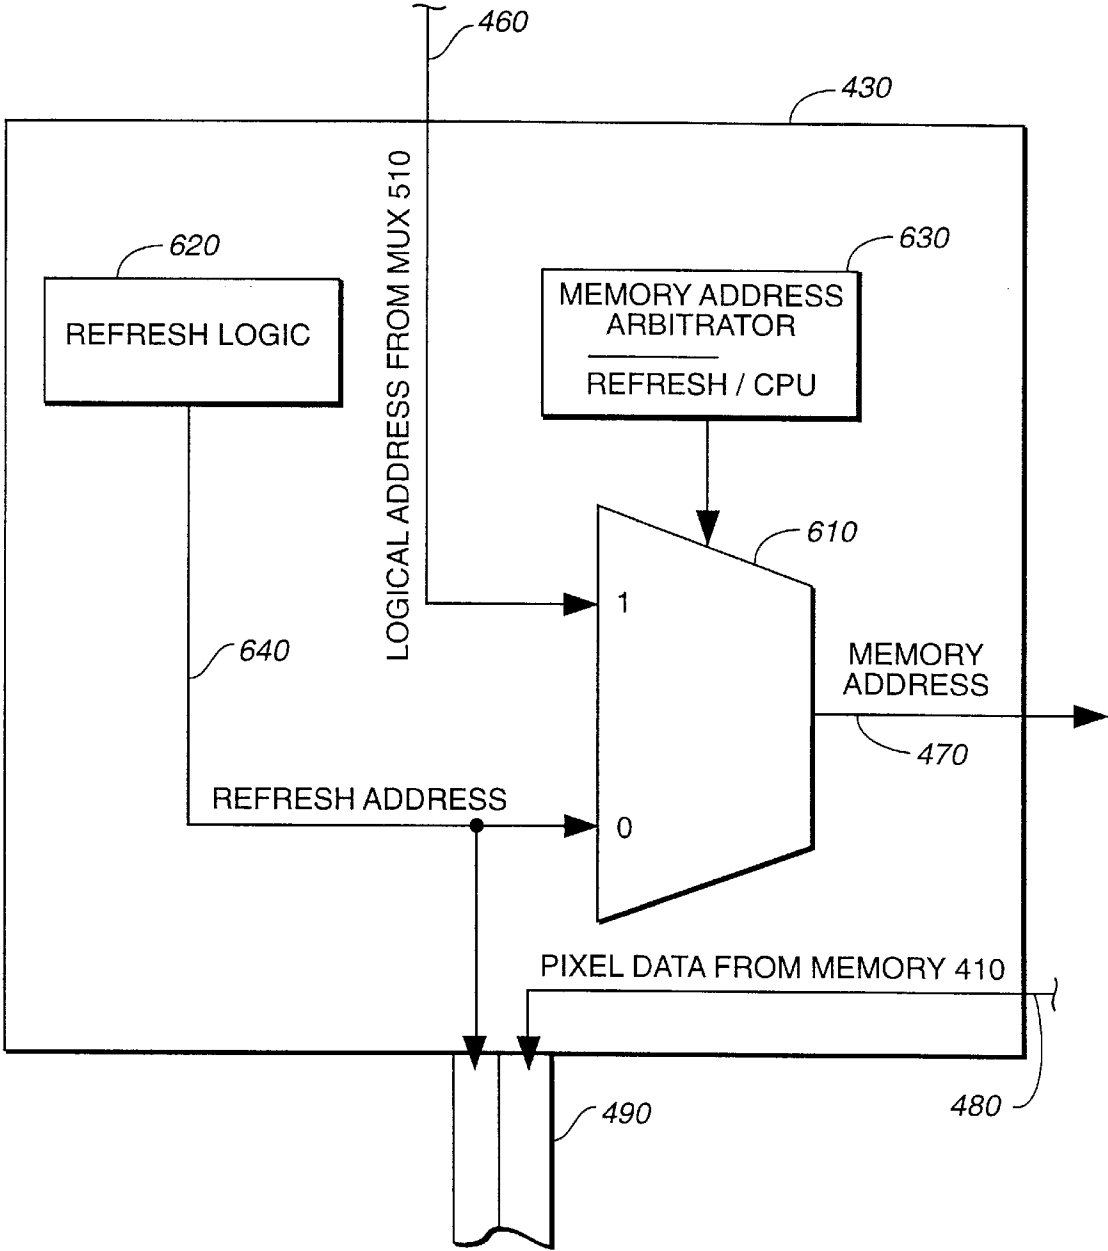 460
430
LOGICAL ADDRESS FROM MUX 510
620
REFRESH LOGIC
630
MEMORY ADDRESS
ARBITRATOR
REFRESH / CPU
610
1
640
MEMORY
ADDRESS
470
REFRESH ADDRESS
0
PIXEL DATA FROM MEMORY 410
480
490